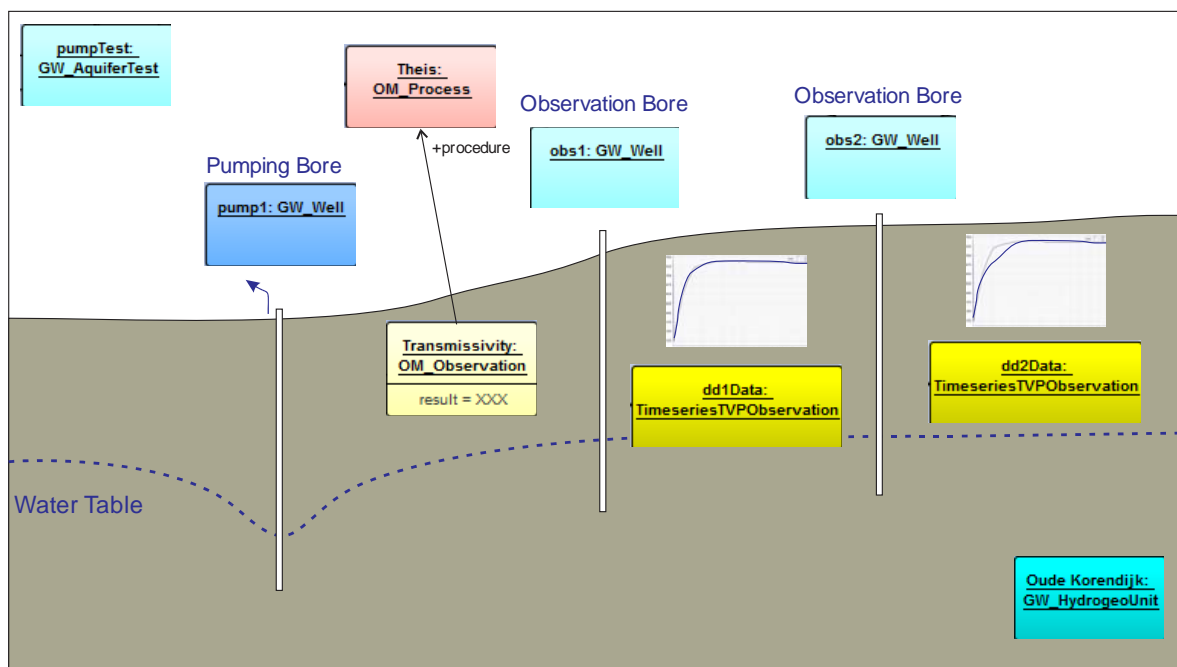 pumpTest:
GW_AquiferTest
Theis:
OM_Process
+procedure
Observation Bore
obs1: GW_Well
Observation Bore
obs2: GW_Well
Pumping Bore
pump1: GW_Well
Transmissivity:
OM_Observation
result = XXX
dd1Data:
TimeseriesTVPObservation
dd2Data:
TimeseriesTVPObservation
Water Table
Oude Korendijk:
GW_HydrogeoUnit